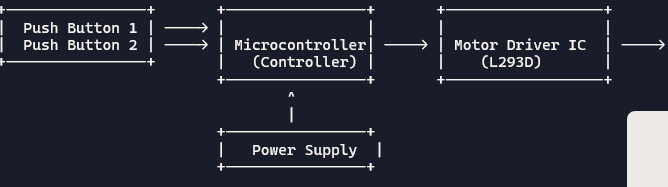 Push Button 1
Push Button 2
Microcontroller
(Controller)
Motor Driver IC
(L293D)
Power Supply